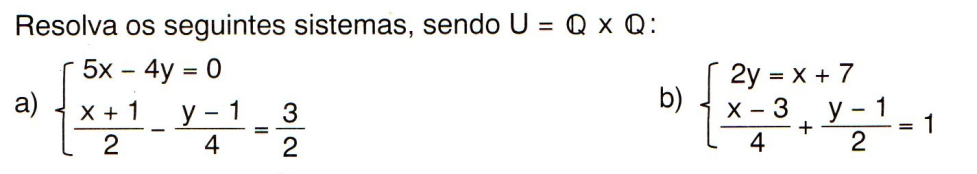 Resolva os seguintes sistemas, sendo U = ℚ x ℚ:
a) { 5x – 4y = 0
(x + 1)/2 – (y – 1)/4 = 3/2
b) { 2y = x + 7
(x – 3)/4 + (y – 1)/2 = 1